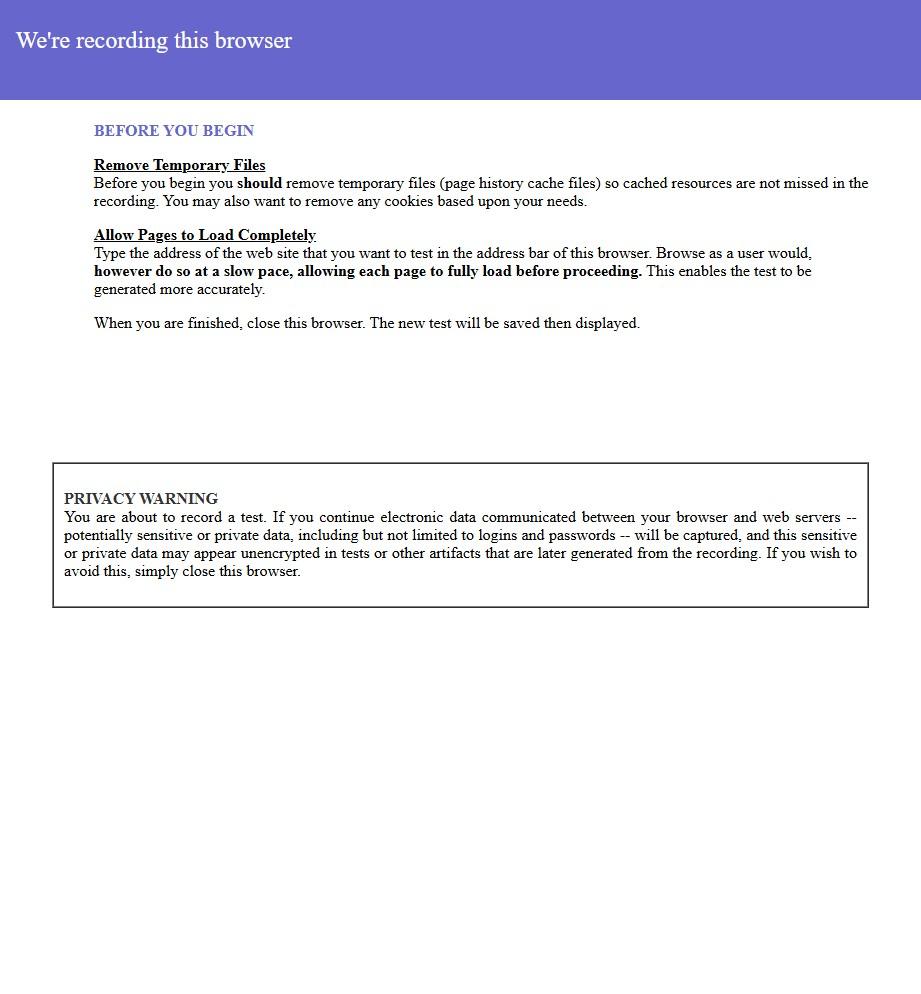 We're recording this browser
BEFORE YOU BEGIN
Remove Temporary Files
Before you begin you should remove temporary files (page history cache files) so cached resources are not missed in the
recording. You may also want to remove any cookies based upon your needs.
Allow Pages to Load Completely
Type the address of the web site that you want to test in the address bar of this browser. Browse as a user would,
however do so at a slow pace, allowing each page to fully load before proceeding. This enables the test to be
generated more accurately.
When you are finished, close this browser. The new test will be saved then displayed.
PRIVACY WARNING
You are about to record a test. If you continue electronic data communicated between your browser and web servers --
potentially sensitive or private data, including but not limited to logins and passwords -- will be captured, and this sensitive
or private data may appear unencrypted in tests or other artifacts that are later generated from the recording. If you wish to
avoid this, simply close this browser.